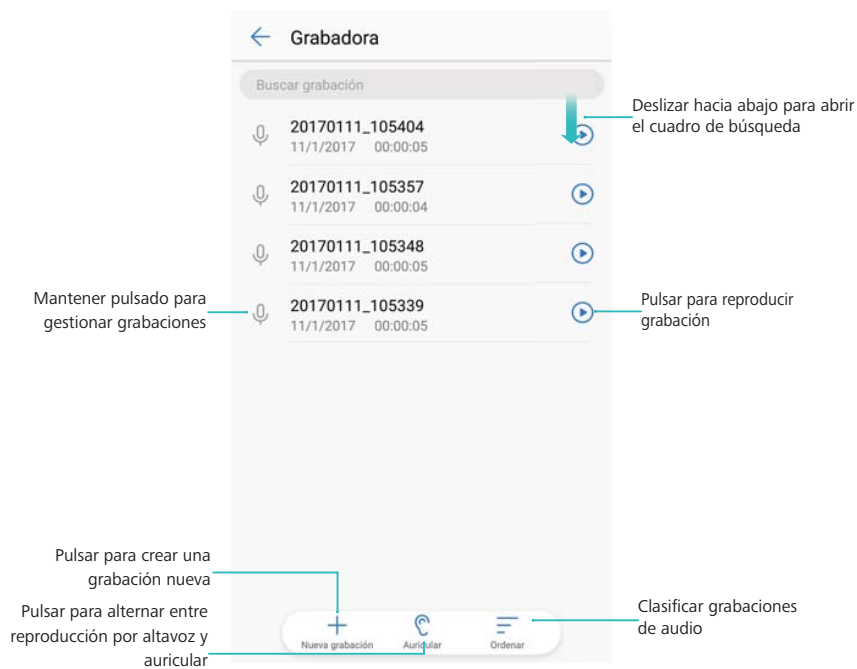 Grabadora
Buscar grabación
20170111_105404
11/1/2017 00:00:05
Deslizar hacia abajo para abrir
el cuadro de búsqueda
20170111_105357
11/1/2017 00:00:04
20170111_105348
11/1/2017 00:00:05
Mantener pulsado para
gestionar grabaciones
20170111_105339
11/1/2017 00:00:05
Pulsar para reproducir
grabación
Pulsar para crear una
grabación nueva
Pulsar para alternar entre
reproducción por altavoz y
auricular
Nueva grabación
Auricular
Ordenar
Clasificar grabaciones
de audio